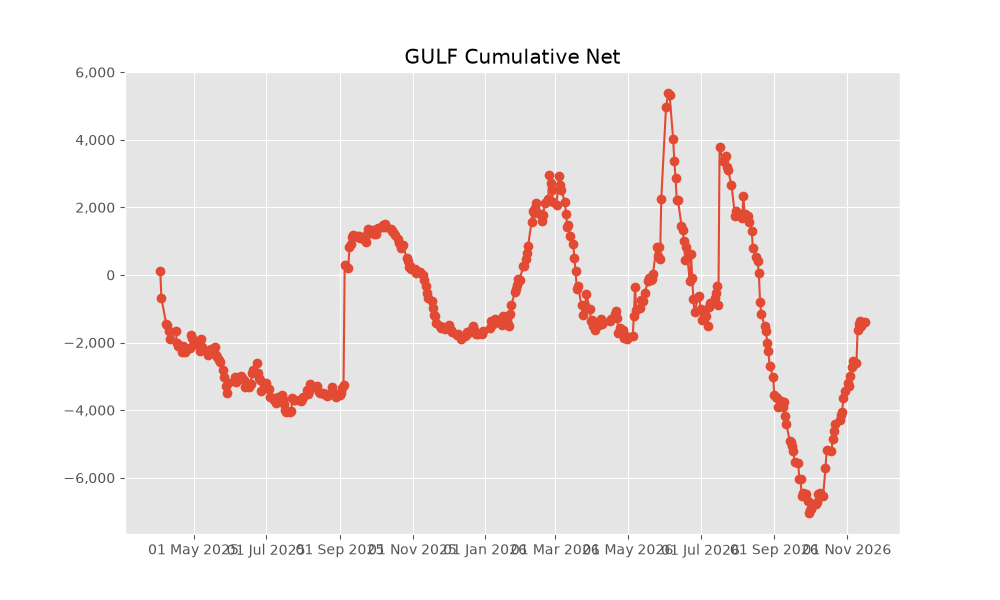 GULF Cumulative Net
6,000
4,000
2,000
0
−2,000
−4,000
−6,000
01 May 2025
01 Jul 2025
01 Sep 2025
01 Nov 2025
01 Jan 2026
01 Mar 2026
01 May 2026
01 Jul 2026
01 Sep 2026
01 Nov 2026